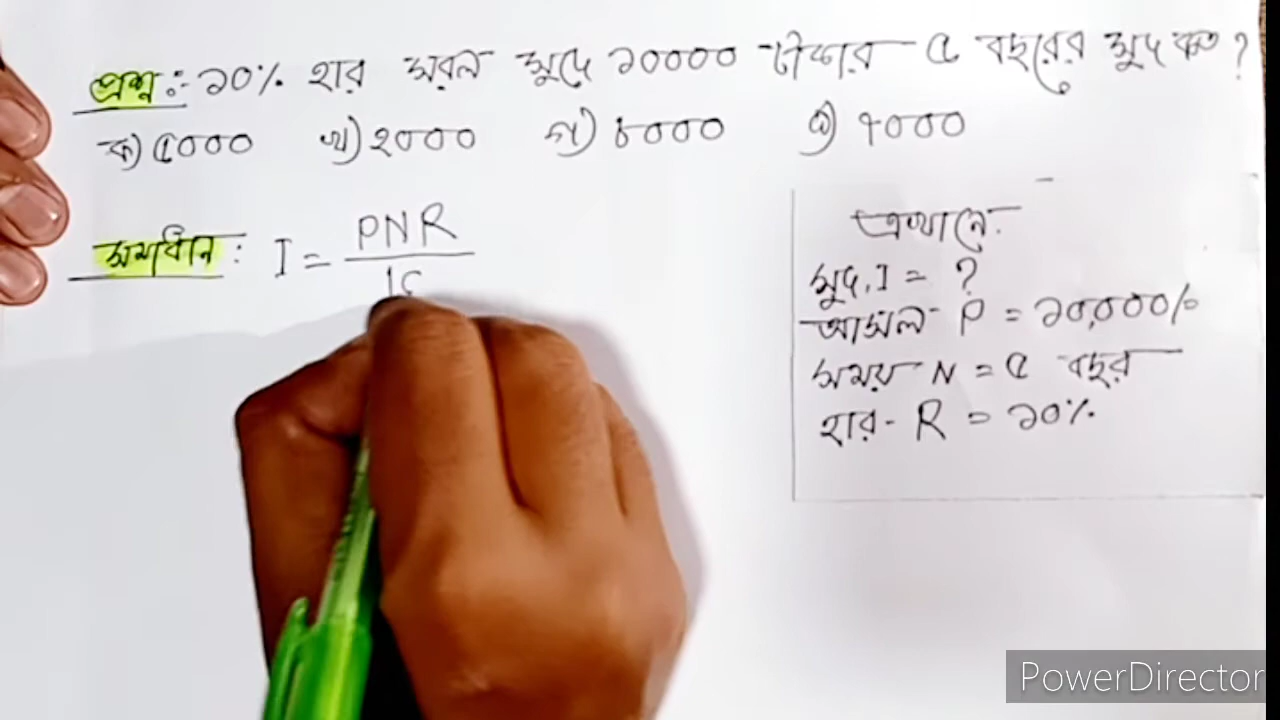 প্রশ্ন :- ১০% হার সরল সুদে ১০০০০ টাকার ৫ বছরের সুদ কত ?
ক) ৫০০০ খ) ২০০০ গ) ৮০০০ ঘ) ৭০০০
সমাধান : I = PNR
এখানে:
সুদ, I = ?
আসল- P = ১০,০০০/-
সময় N = ৫ বছর
হার- R = ১০%
PowerDirector